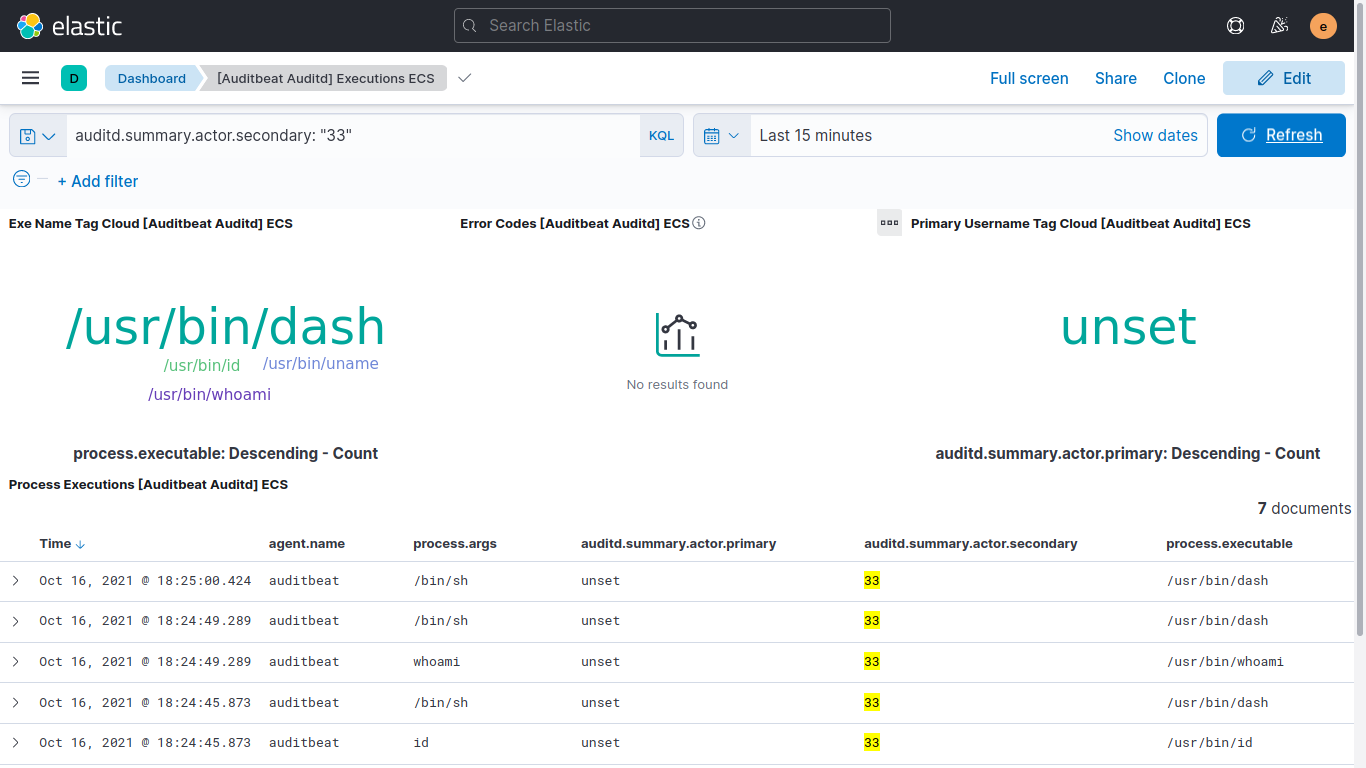 elastic
Search Elastic
e
D
Dashboard
[Auditbeat Auditd] Executions ECS
Full screen
Share
Clone
Edit
auditd.summary.actor.secondary: "33"
KQL
Last 15 minutes
Show dates
Refresh
+ Add filter
Exe Name Tag Cloud [Auditbeat Auditd] ECS
Error Codes [Auditbeat Auditd] ECS
Primary Username Tag Cloud [Auditbeat Auditd] ECS
/usr/bin/dash
/usr/bin/id
/usr/bin/uname
/usr/bin/whoami
No results found
unset
process.executable: Descending - Count
auditd.summary.actor.primary: Descending - Count
Process Executions [Auditbeat Auditd] ECS
7 documents
Time agent.name process.args auditd.summary.actor.primary auditd.summary.actor.secondary process.executable
Oct 16, 2021 @ 18:25:00.424 auditbeat /bin/sh unset 33 /usr/bin/dash
Oct 16, 2021 @ 18:24:49.289 auditbeat /bin/sh unset 33 /usr/bin/dash
Oct 16, 2021 @ 18:24:49.289 auditbeat whoami unset 33 /usr/bin/whoami
Oct 16, 2021 @ 18:24:45.873 auditbeat /bin/sh unset 33 /usr/bin/dash
Oct 16, 2021 @ 18:24:45.873 auditbeat id unset 33 /usr/bin/id